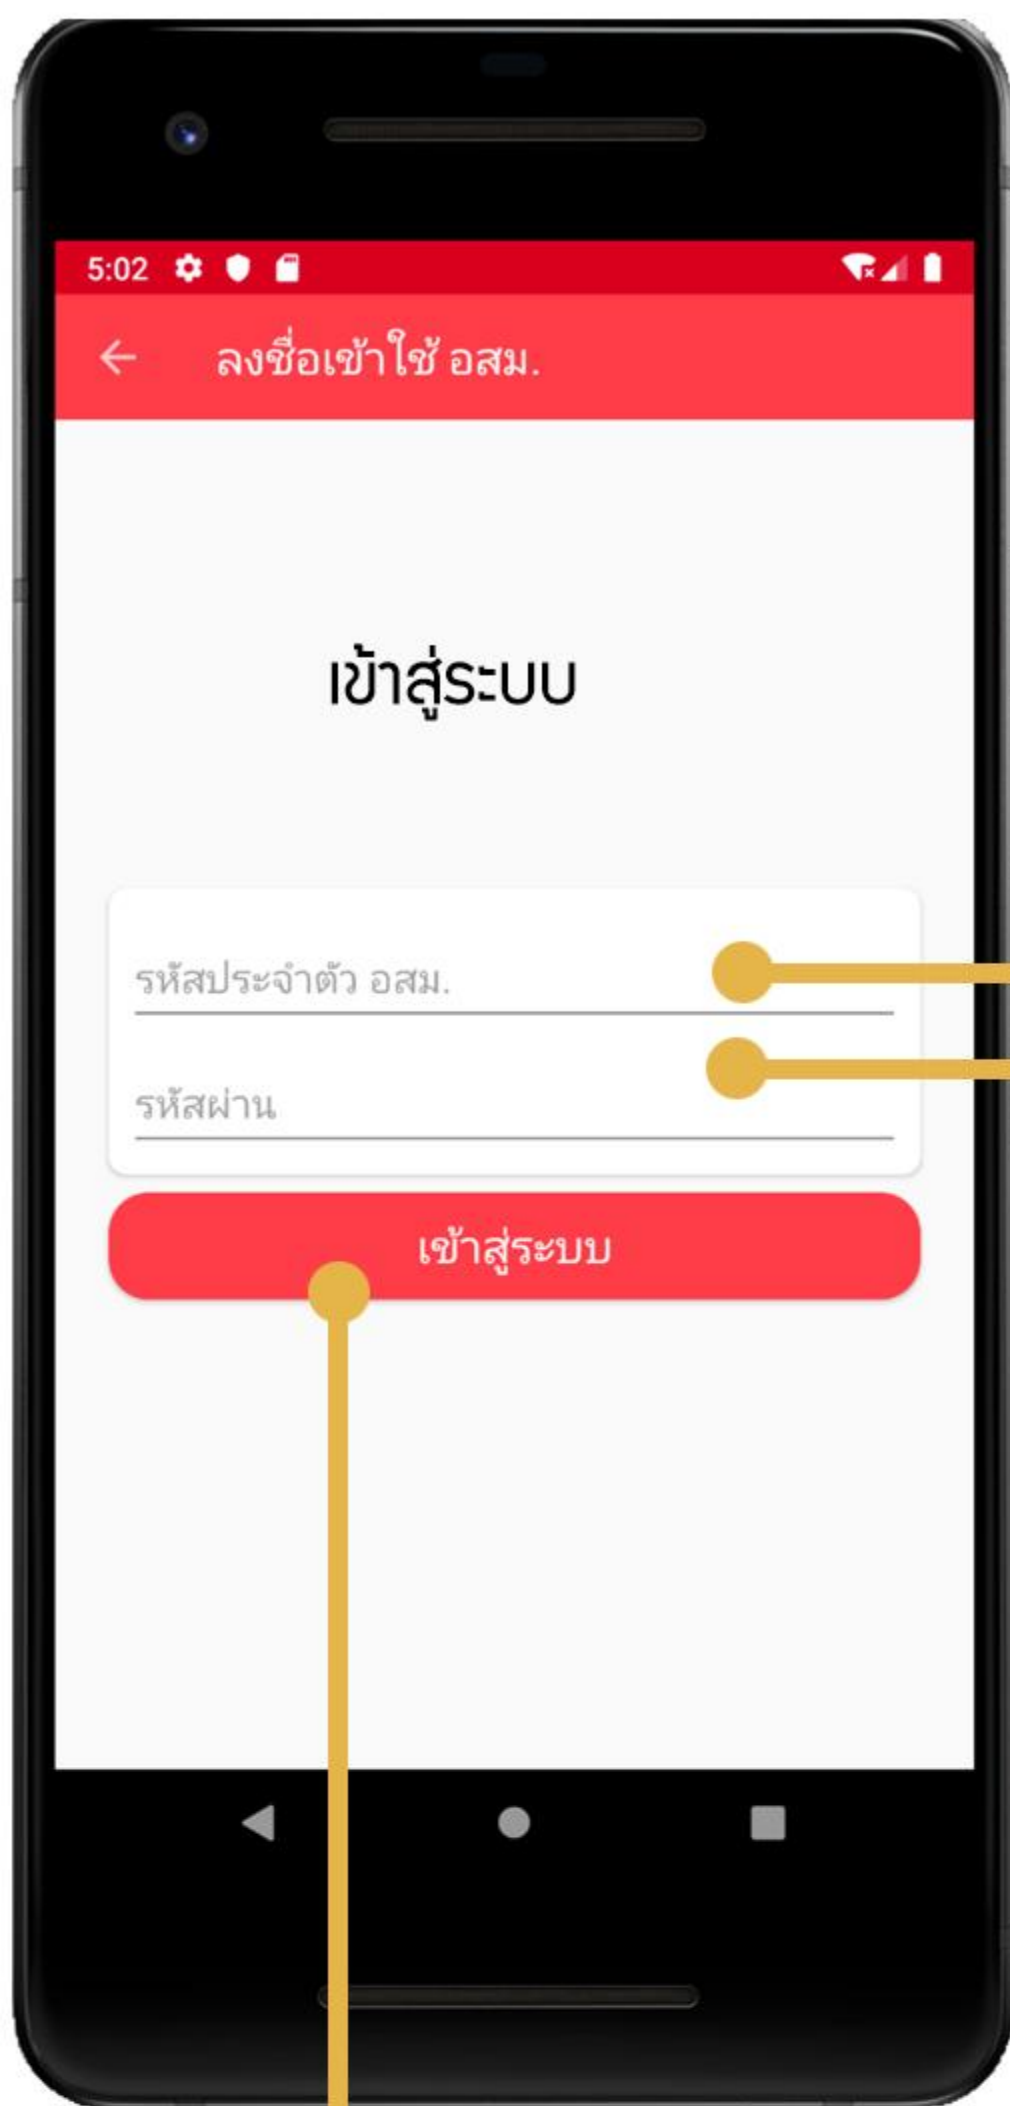 5:02
ลงชื่อเข้าใช้ อสม.
เข้าสู่ระบบ
รหัสประจำตัว อสม.
รหัสผ่าน
เข้าสู่ระบบ